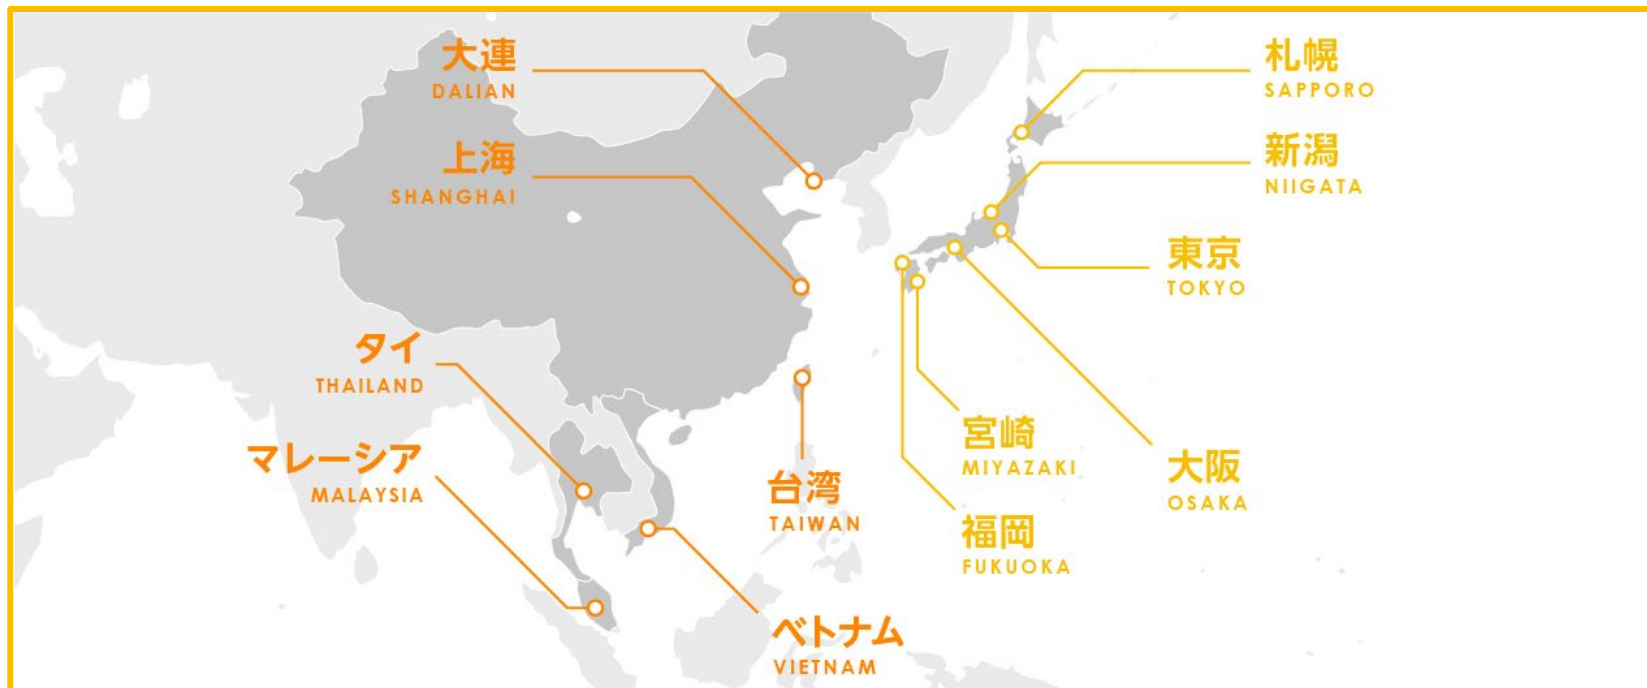 大連
DALIAN
上海
SHANGHAI
タイ
THAILAND
マレーシア
MALAYSIA
台湾
TAIWAN
ベトナム
VIETNAM
札幌
SAPPORO
新潟
NIIGATA
東京
TOKYO
宮崎
MIYAZAKI
大阪
OSAKA
福岡
FUKUOKA